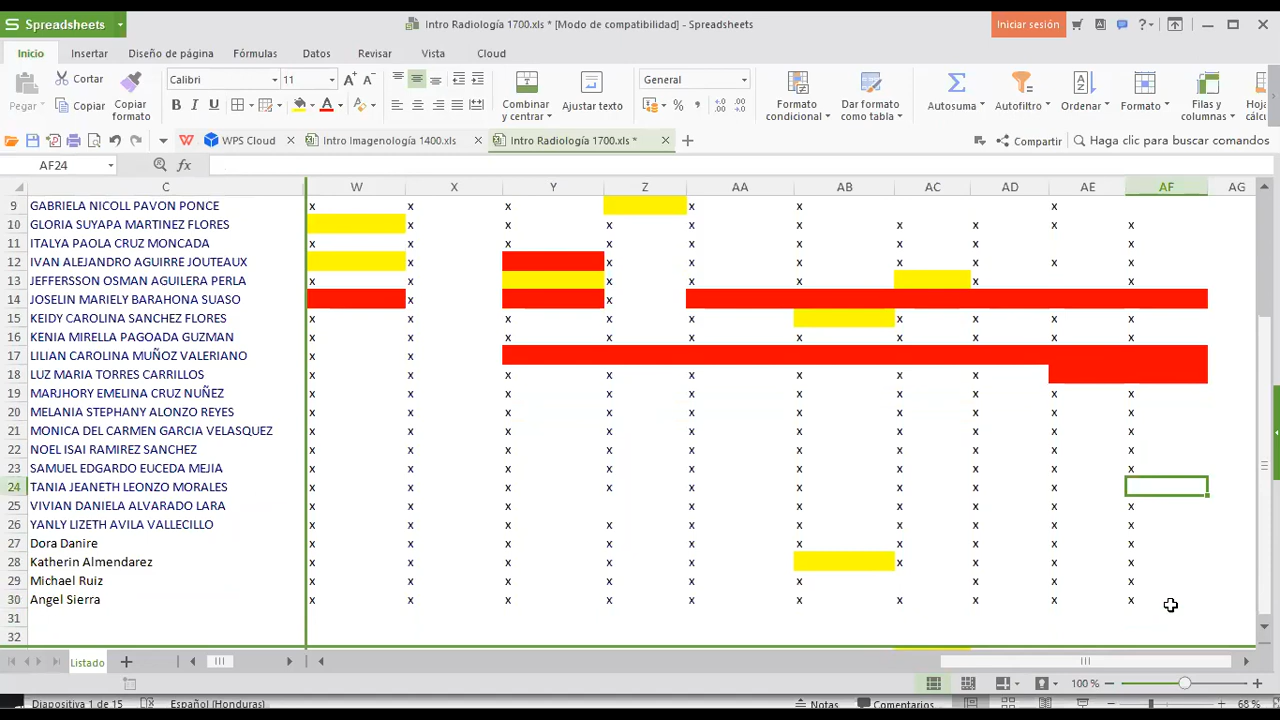 Spreadsheets
Intro Radiología 1700.xls * [Modo de compatibilidad] - Spreadsheets
Iniciar sesión
Inicio Insertar Diseño de página Fórmulas Datos Revisar Vista Cloud
Pegar Cortar Copiar Copiar formato Calibri 11 Combinar y centrar Ajustar texto General Formato condicional Dar formato como tabla Autosuma Autofiltro Ordenar Formato Filas y columnas
WPS Cloud Intro Imagenología 1400.xls Intro Radiología 1700.xls * Compartir Haga clic para buscar comandos
AF24 fx
C W X Y Z AA AB AC AD AE AF AG
9 GABRIELA NICOLL PAVON PONCE x x x x x x
10 GLORIA SUYAPA MARTINEZ FLORES x x x x x x x x x
11 ITALYA PAOLA CRUZ MONCADA x x x x x x x x
12 IVAN ALEJANDRO AGUIRRE JOUTEAUX x x x x x x x x
13 JEFFERSSON OSMAN AGUILERA PERLA x x x x x x x
14 JOSELIN MARIELY BARAHONA SUASO x x
15 KEIDY CAROLINA SANCHEZ FLORES x x x x x x x x x
16 KENIA MIRELLA PAGOADA GUZMAN x x x x x x x x x x
17 LILIAN CAROLINA MUÑOZ VALERIANO x x
18 LUZ MARIA TORRES CARRILLOS x x x x x x x x
19 MARJHORY EMELINA CRUZ NUÑEZ x x x x x x x x x x
20 MELANIA STEPHANY ALONZO REYES x x x x x x x x x x
21 MONICA DEL CARMEN GARCIA VELASQUEZ x x x x x x x x x x
22 NOEL ISAI RAMIREZ SANCHEZ x x x x x x x x x x
23 SAMUEL EDGARDO EUCEDA MEJIA x x x x x x x x x x
24 TANIA JEANETH LEONZO MORALES x x x x x x x x x
25 VIVIAN DANIELA ALVARADO LARA x x x x x x x x x
26 YANLY LIZETH AVILA VALLECILLO x x x x x x x x x x
27 Dora Danire x x x x x x x x x x
28 Katherin Almendarez x x x x x x x x x
29 Michael Ruiz x x x x x x x x x
30 Angel Sierra x x x x x x x x x x
31
32
Listado
100 %
Diapositiva 1 de 15 Español (Honduras) Notas Comentarios 68 %